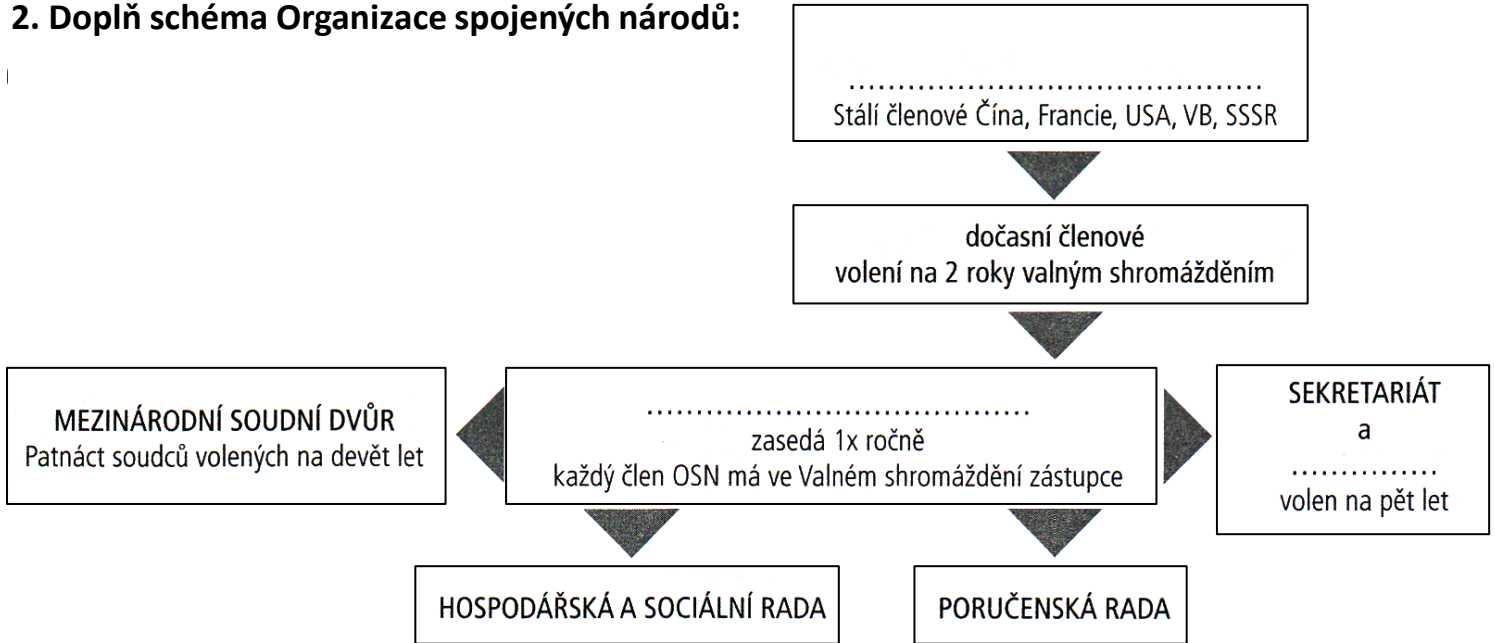 2. Doplň schéma Organizace spojených národů:
..........................................
Stálí členové Čína, Francie, USA, VB, SSSR
dočasní členové
volení na 2 roky valným shromážděním
MEZINÁRODNÍ SOUDNÍ DVŮR
Patnáct soudců volených na devět let
.......................................
zasedá 1x ročně
každý člen OSN má ve Valném shromáždění zástupce
SEKRETARIÁT
a
...............
volen na pět let
HOSPODÁŘSKÁ A SOCIÁLNÍ RADA
PORUČENSKÁ RADA